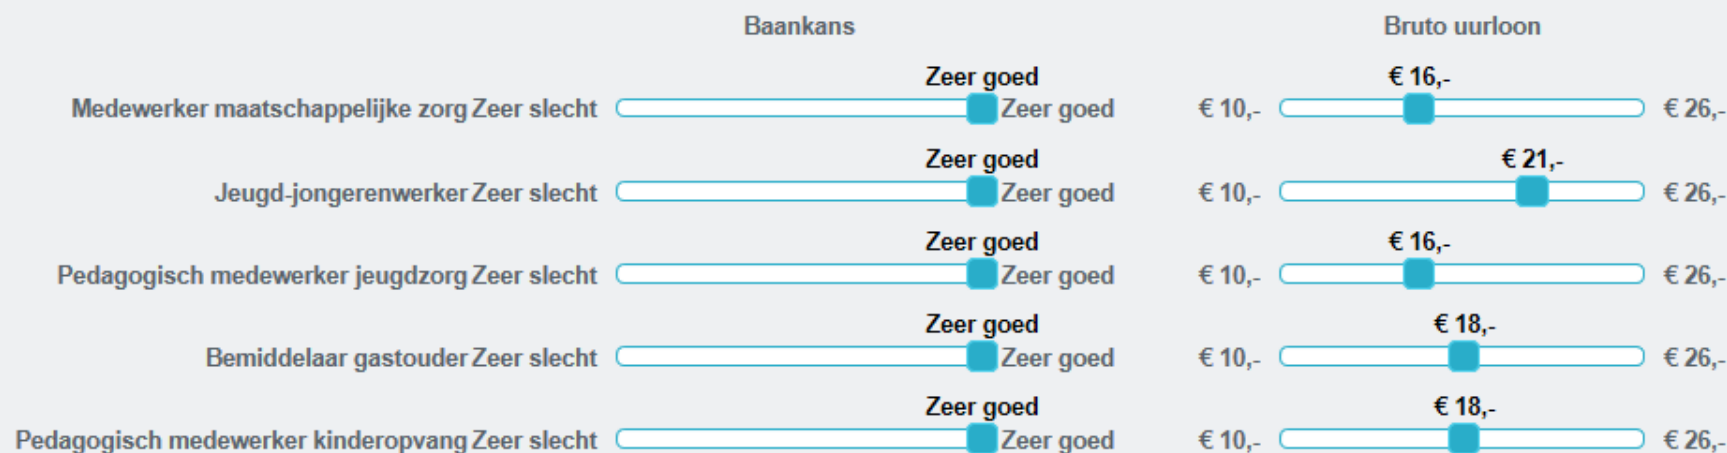 Baankans Bruto uurloon
Zeer goed € 16,-
Medewerker maatschappelijke zorg Zeer slecht Zeer goed € 10,- € 26,-
Zeer goed € 21,-
Jeugd-jongerenwerker Zeer slecht Zeer goed € 10,- € 26,-
Zeer goed € 16,-
Pedagogisch medewerker jeugdzorg Zeer slecht Zeer goed € 10,- € 26,-
Zeer goed € 18,-
Bemiddelaar gastouder Zeer slecht Zeer goed € 10,- € 26,-
Zeer goed € 18,-
Pedagogisch medewerker kinderopvang Zeer slecht Zeer goed € 10,- € 26,-